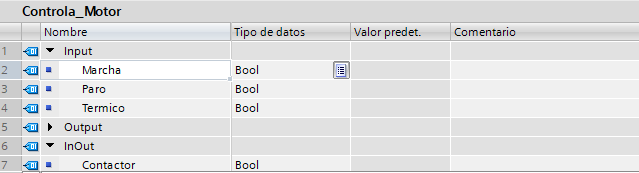 Controla_Motor
Nombre Tipo de datos Valor predet. Comentario
1 Input
2 Marcha Bool
3 Paro Bool
4 Termico Bool
5 Output
6 InOut
7 Contactor Bool